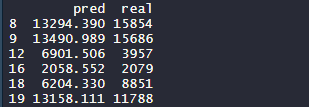 pred real
8 13294.390 15854
9 13490.989 15686
12 6901.506 3957
16 2058.552 2079
18 6204.330 8851
19 13158.111 11788